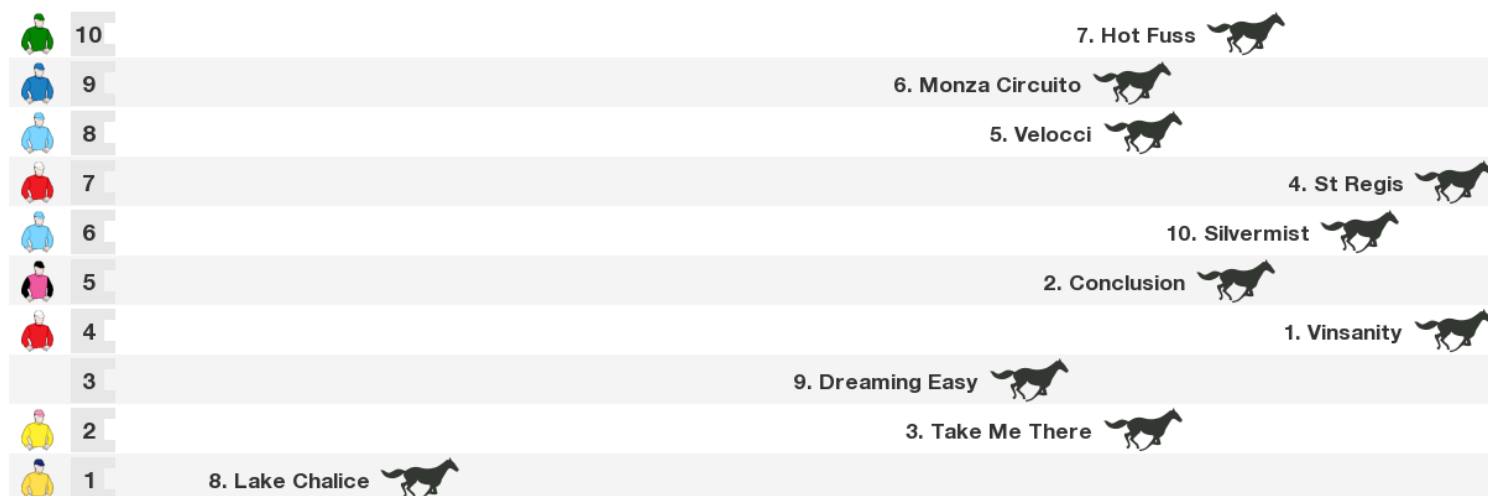 10 7. Hot Fuss
9 6. Monza Circuito
8 5. Velocci
7 4. St Regis
6 10. Silvermist
5 2. Conclusion
4 1. Vinsanity
3 9. Dreaming Easy
2 3. Take Me There
1 8. Lake Chalice